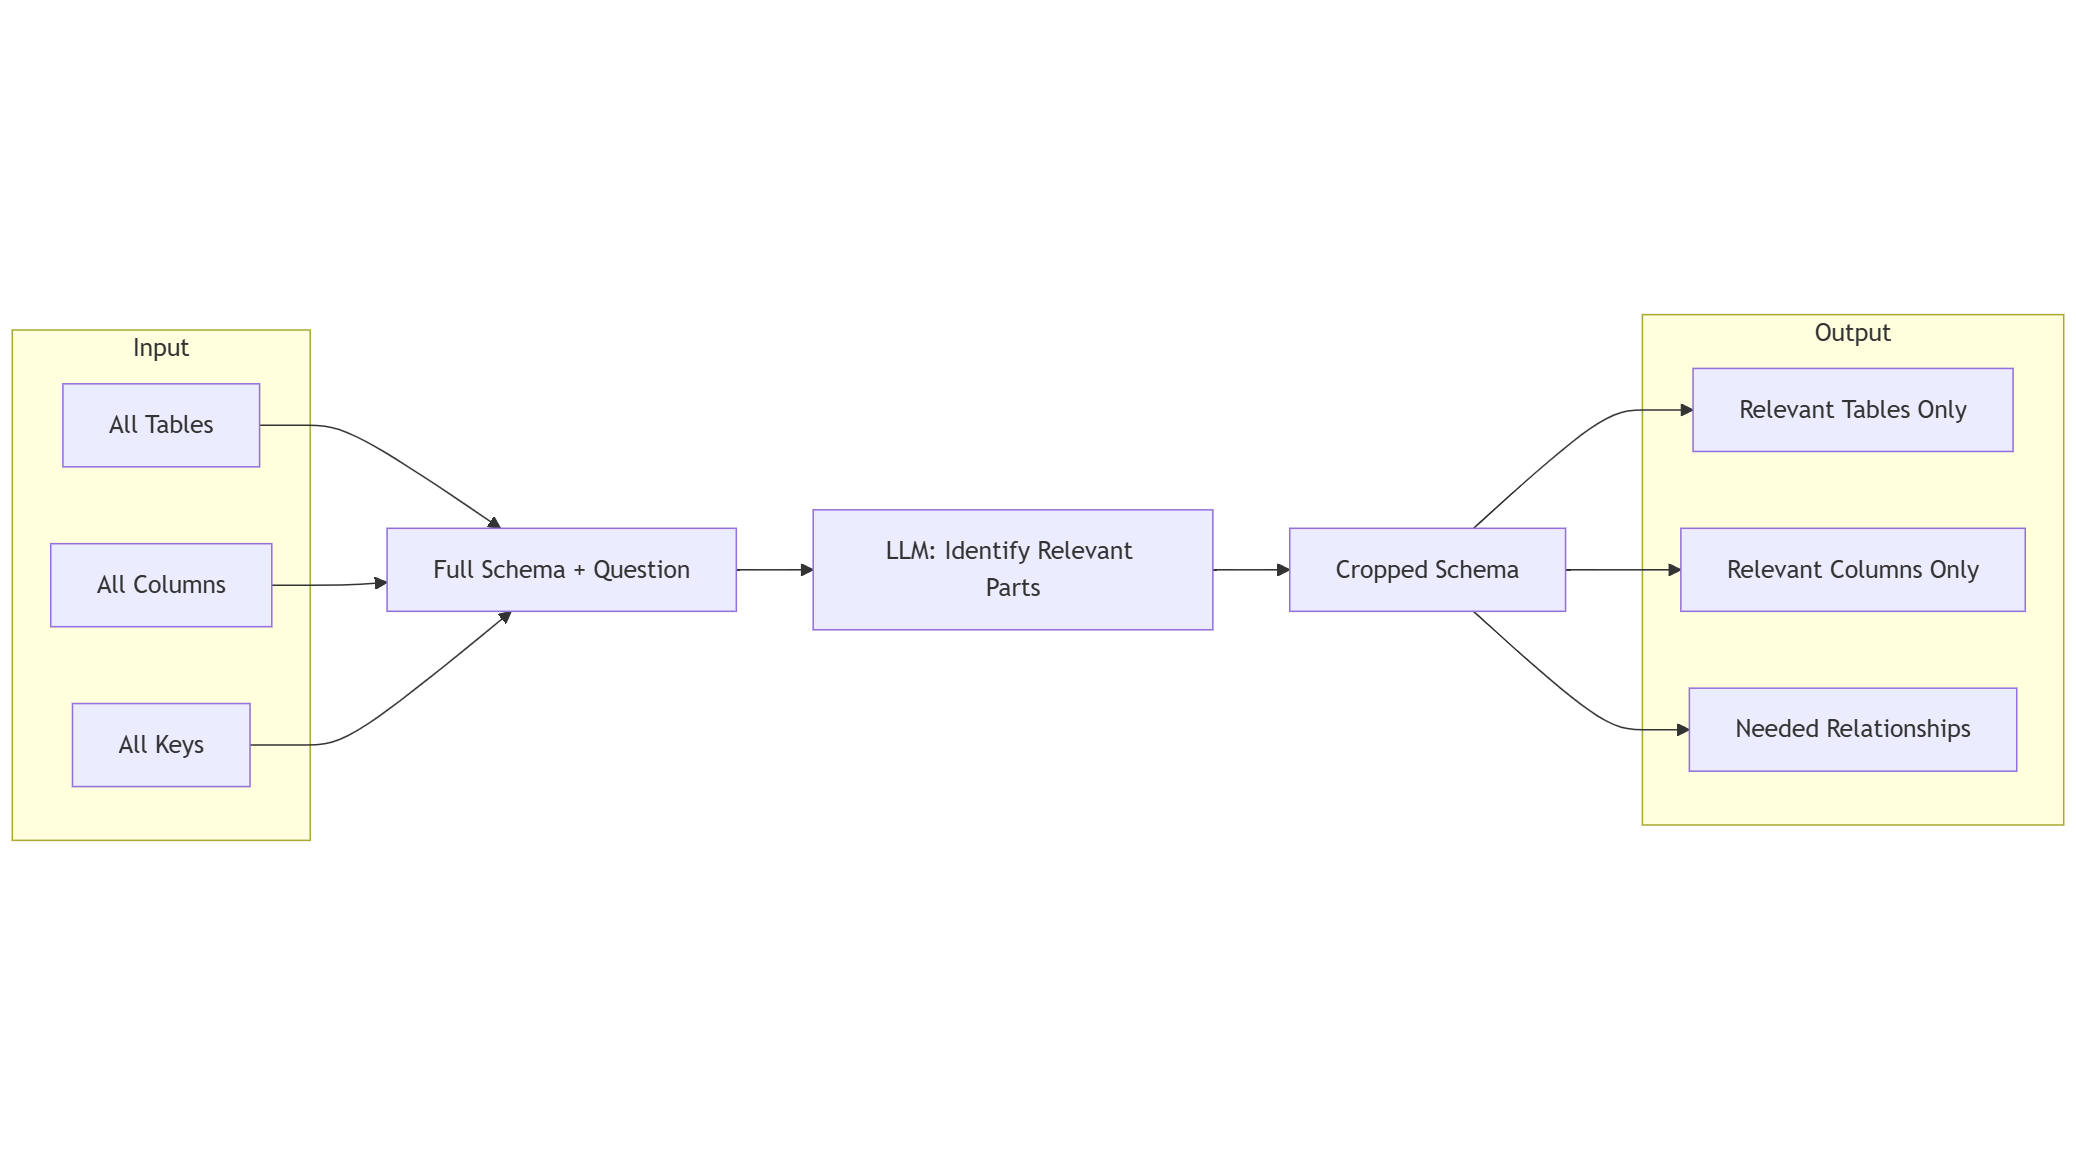 Input
All Tables
All Columns
All Keys
Full Schema + Question
LLM: Identify Relevant
Parts
Cropped Schema
Output
Relevant Tables Only
Relevant Columns Only
Needed Relationships